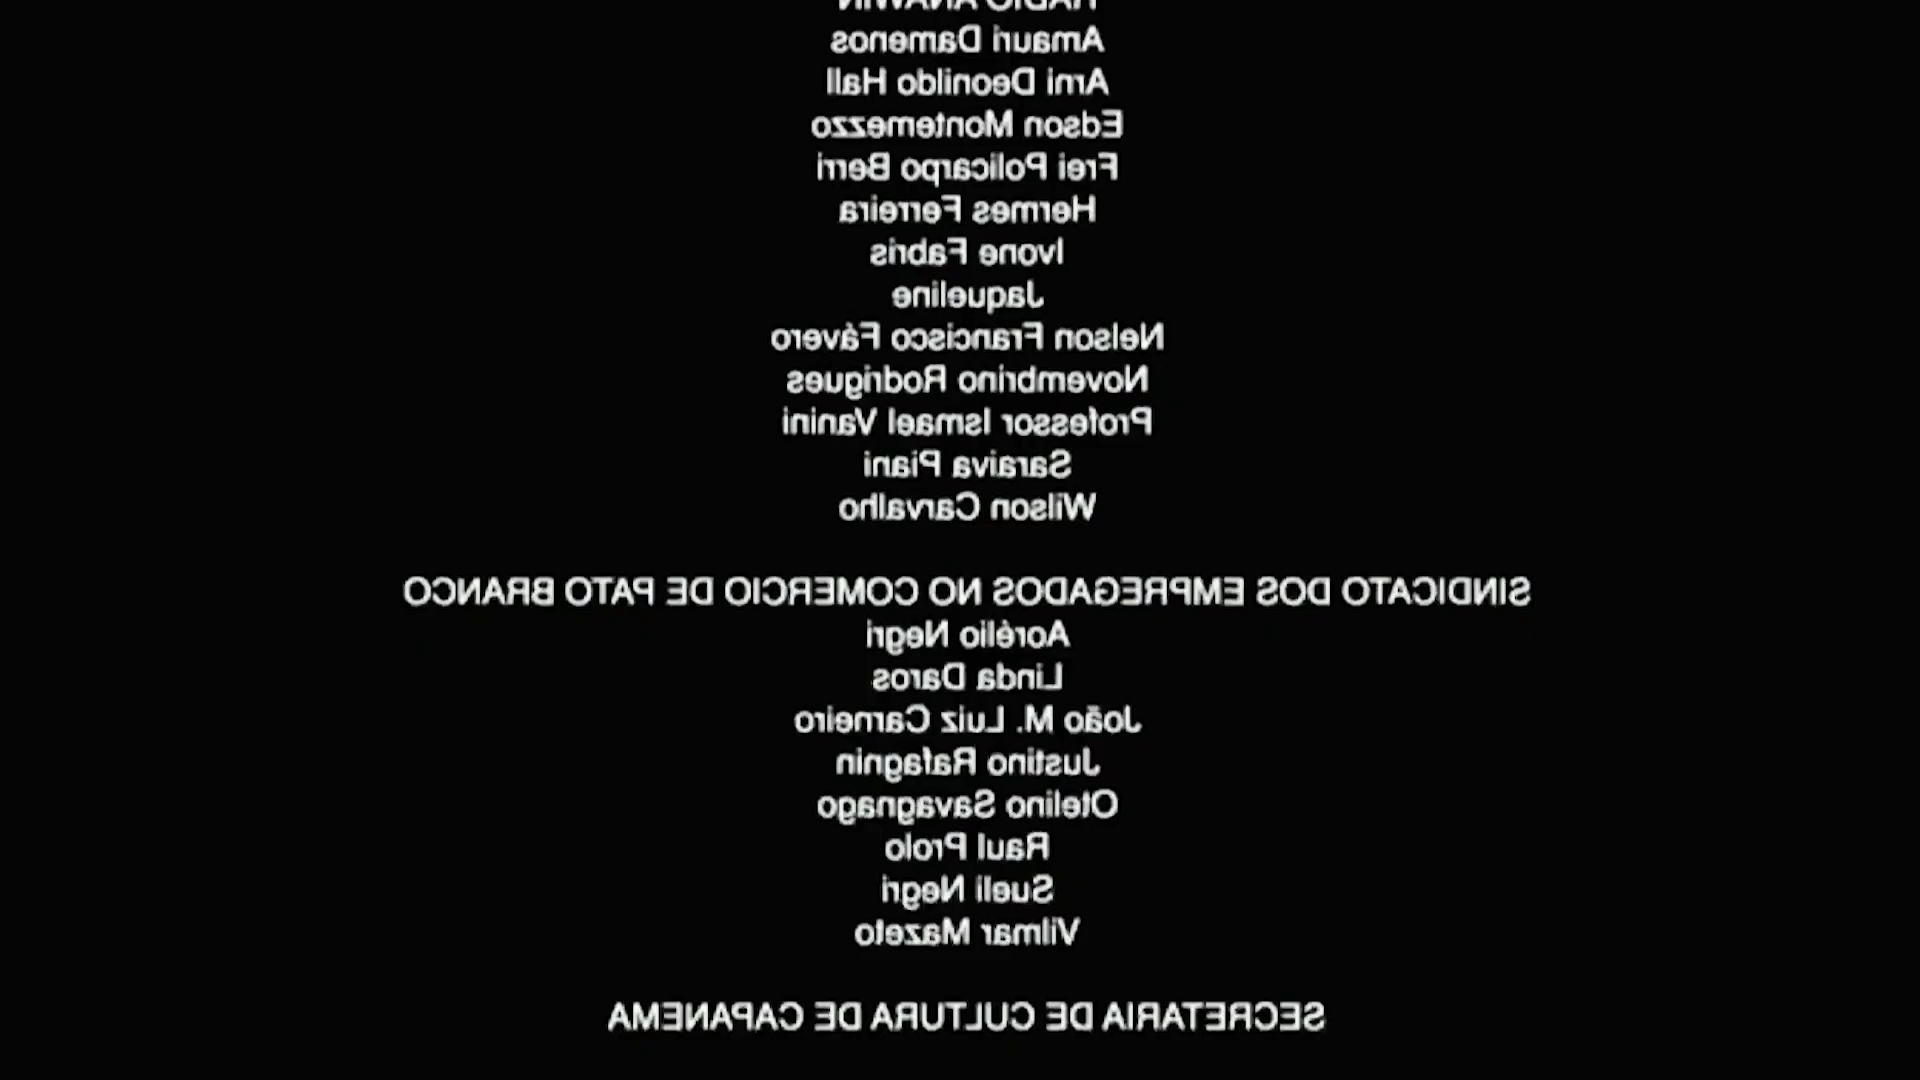 RADIO ANAWIN
Amauri Damenos
Arni Deonildo Hall
Edson Montemezzo
Frei Policarpo Berri
Hermes Ferreira
Ivone Fabris
Jaqueline
Nelson Francisco Fávero
Novembrino Rodrigues
Professor Ismael Vanini
Saraiva Piani
Wilson Carvalho
SINDICATO DOS EMPREGADOS NO COMERCIO DE PATO BRANCO
Aorélio Negri
Linda Daros
João M. Luiz Carneiro
Justino Rafagnin
Otelino Savagnago
Raul Prolo
Sueli Negri
Vilmar Mazeto
SECRETARIA DE CULTURA DE CAPANEMA